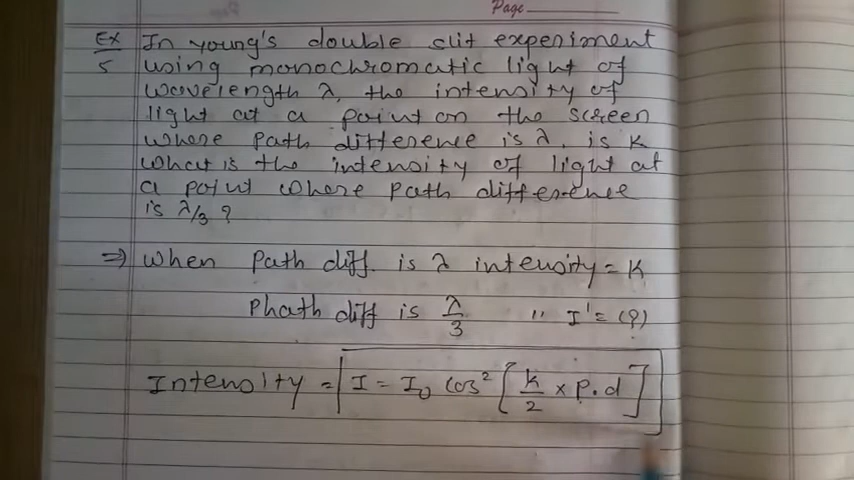 Page
Ex 5 In young's double slit experiment
using monochromatic light of
wavelength λ, the intensity of
light at a point on the screen
where path difference is λ, is K
What is the intensity of light at
a point where path difference
is λ/3 ?
⇒ When path diff. is λ intensity = K
Phath diff is λ/3 " I' = (?)
Intensity = I = I₀ cos² [k/2 × p.d]